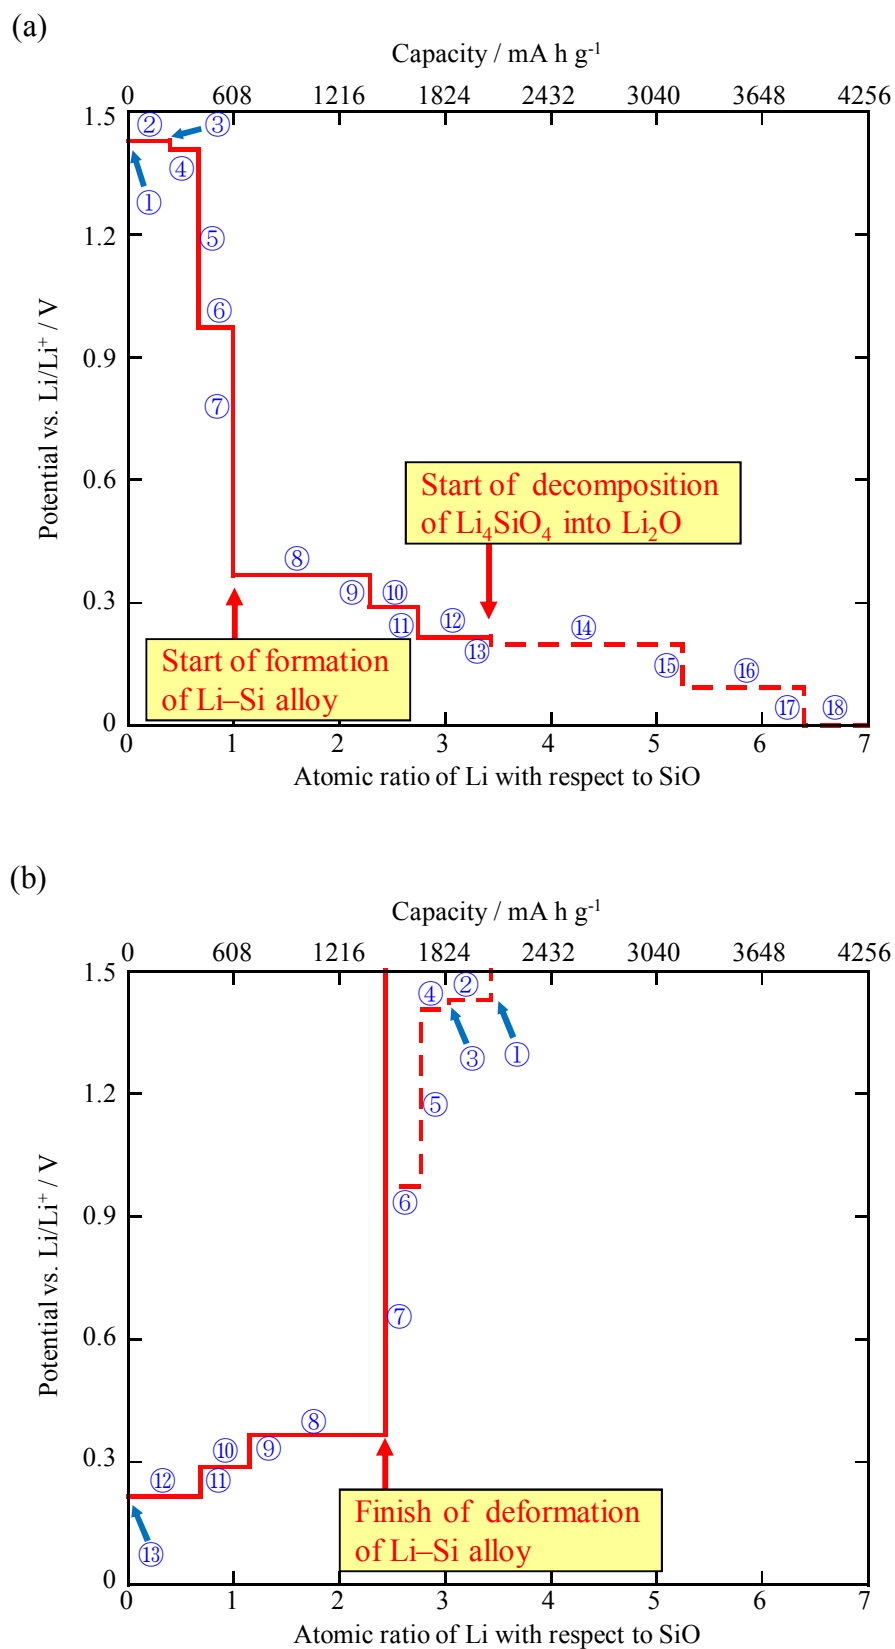 (a)
Capacity / mA h g-1
0 608 1216 1824 2432 3040 3648 4256
1.5
② ③
④
①
1.2
⑤
⑥
0.9
⑦
Potential vs. Li/Li+ / V
0.6
Start of decomposition
of Li4SiO4 into Li2O
⑧
⑨ ⑩
0.3
⑪ ⑫
⑬ ⑭
⑮ ⑯
⑰ ⑱
Start of formation
of Li–Si alloy
0
0 1 2 3 4 5 6 7
Atomic ratio of Li with respect to SiO
(b)
Capacity / mA h g-1
0 608 1216 1824 2432 3040 3648 4256
1.5
④ ②
③ ①
1.2
⑤
⑥
0.9
Potential vs. Li/Li+ / V
⑦
0.6
⑧
⑩ ⑨
0.3
⑫ ⑪
⑬
Finish of deformation
of Li–Si alloy
0
0 1 2 3 4 5 6 7
Atomic ratio of Li with respect to SiO